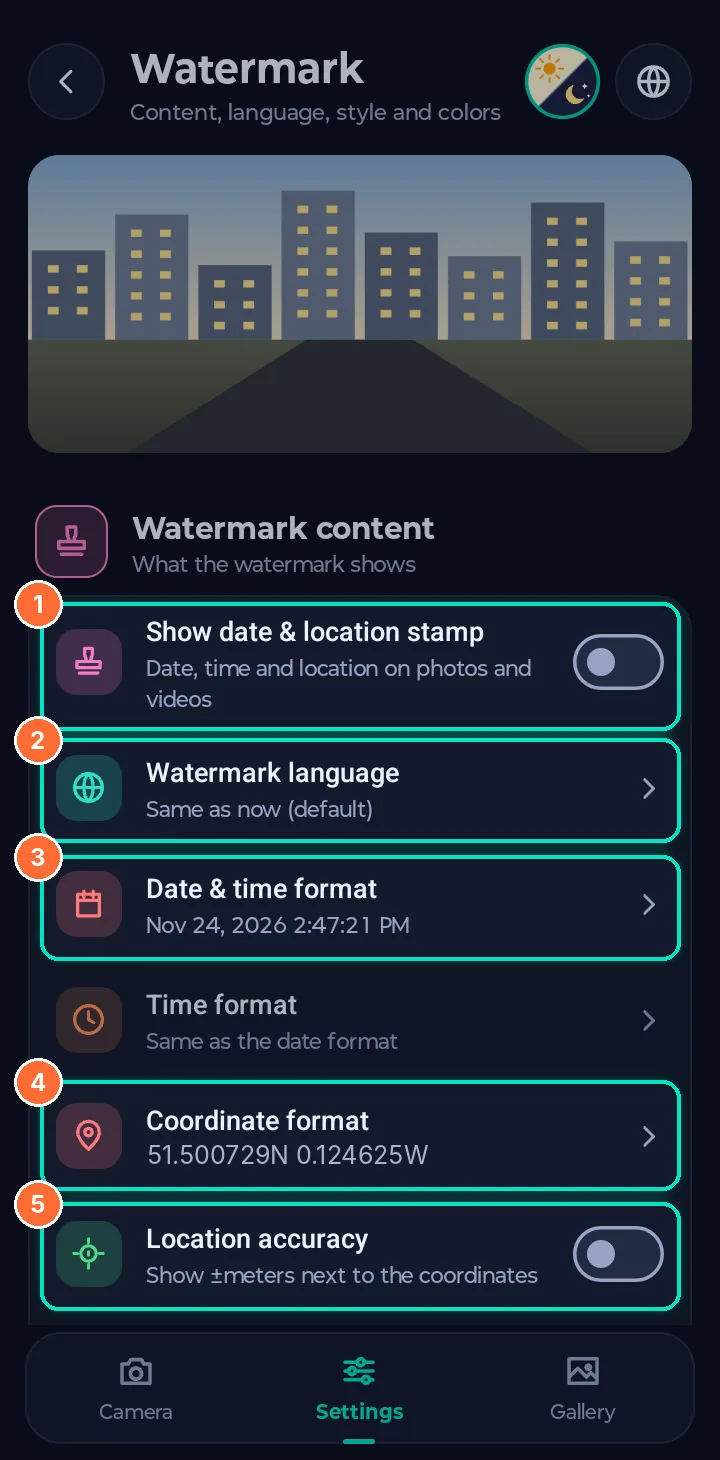 Watermark
Content, language, style and colors
Watermark content
What the watermark shows
1
Show date & location stamp
Date, time and location on photos and
videos
2
Watermark language
Same as now (default)
3
Date & time format
Nov 24, 2026 2:47:21 PM
Time format
Same as the date format
4
Coordinate format
51.500729N 0.124625W
5
Location accuracy
Show ±meters next to the coordinates
Camera
Settings
Gallery